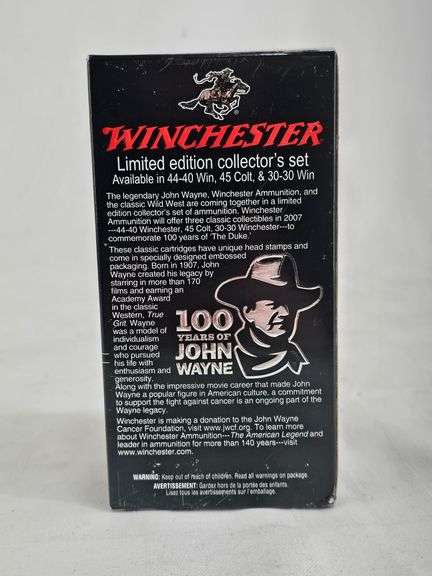 WINCHESTER
Limited edition collector's set
Available in 44-40 Win, 45 Colt, & 30-30 Win
The legendary John Wayne, Winchester Ammunition, and
the classic Wild West are coming together in a limited
edition collector's set of ammunition. Winchester
Ammunition will offer three classic collectibles in 2007
---44-40 Winchester, 45 Colt, 30-30 Winchester---to
commemorate 100 years of 'The Duke.'
These classic cartridges have unique head stamps and
come in specially designed embossed
packaging. Born in 1907, John
Wayne created his legacy by
starring in more than 170
films and earning an
Academy Award
in the classic
Western, True
Grit. Wayne
was a model of
individualism
and courage
who pursued
his life with
enthusiasm and
generosity.
100
YEARS OF
JOHN
WAYNE
Along with the impressive movie career that made John
Wayne a popular figure in American culture, a commitment
to support the fight against cancer is an ongoing part of the
Wayne legacy.
Winchester is making a donation to the John Wayne
Cancer Foundation, visit www.jwcf.org. To learn more
about Winchester Ammunition---The American Legend and
leader in ammunition for more than 140 years---visit
www.winchester.com.
WARNING: Keep out of reach of children. Read all warnings on package.
AVERTISSEMENT: Gardez hors de la portée des enfants.
Lisez tous les avertissements sur l'emballage.